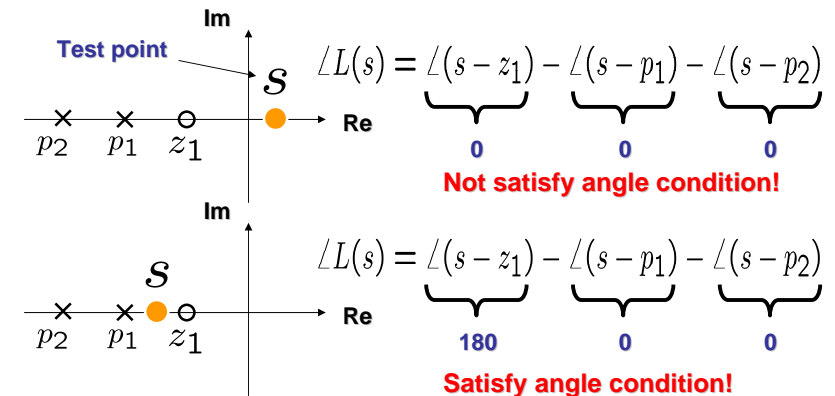 Im
Test point
s
∠L(s) = ∠(s − z₁) − ∠(s − p₁) − ∠(s − p₂)
Re
p₂ p₁ z₁
0 0 0
Not satisfy angle condition!
Im
s
∠L(s) = ∠(s − z₁) − ∠(s − p₁) − ∠(s − p₂)
Re
p₂ p₁ z₁
180 0 0
Satisfy angle condition!